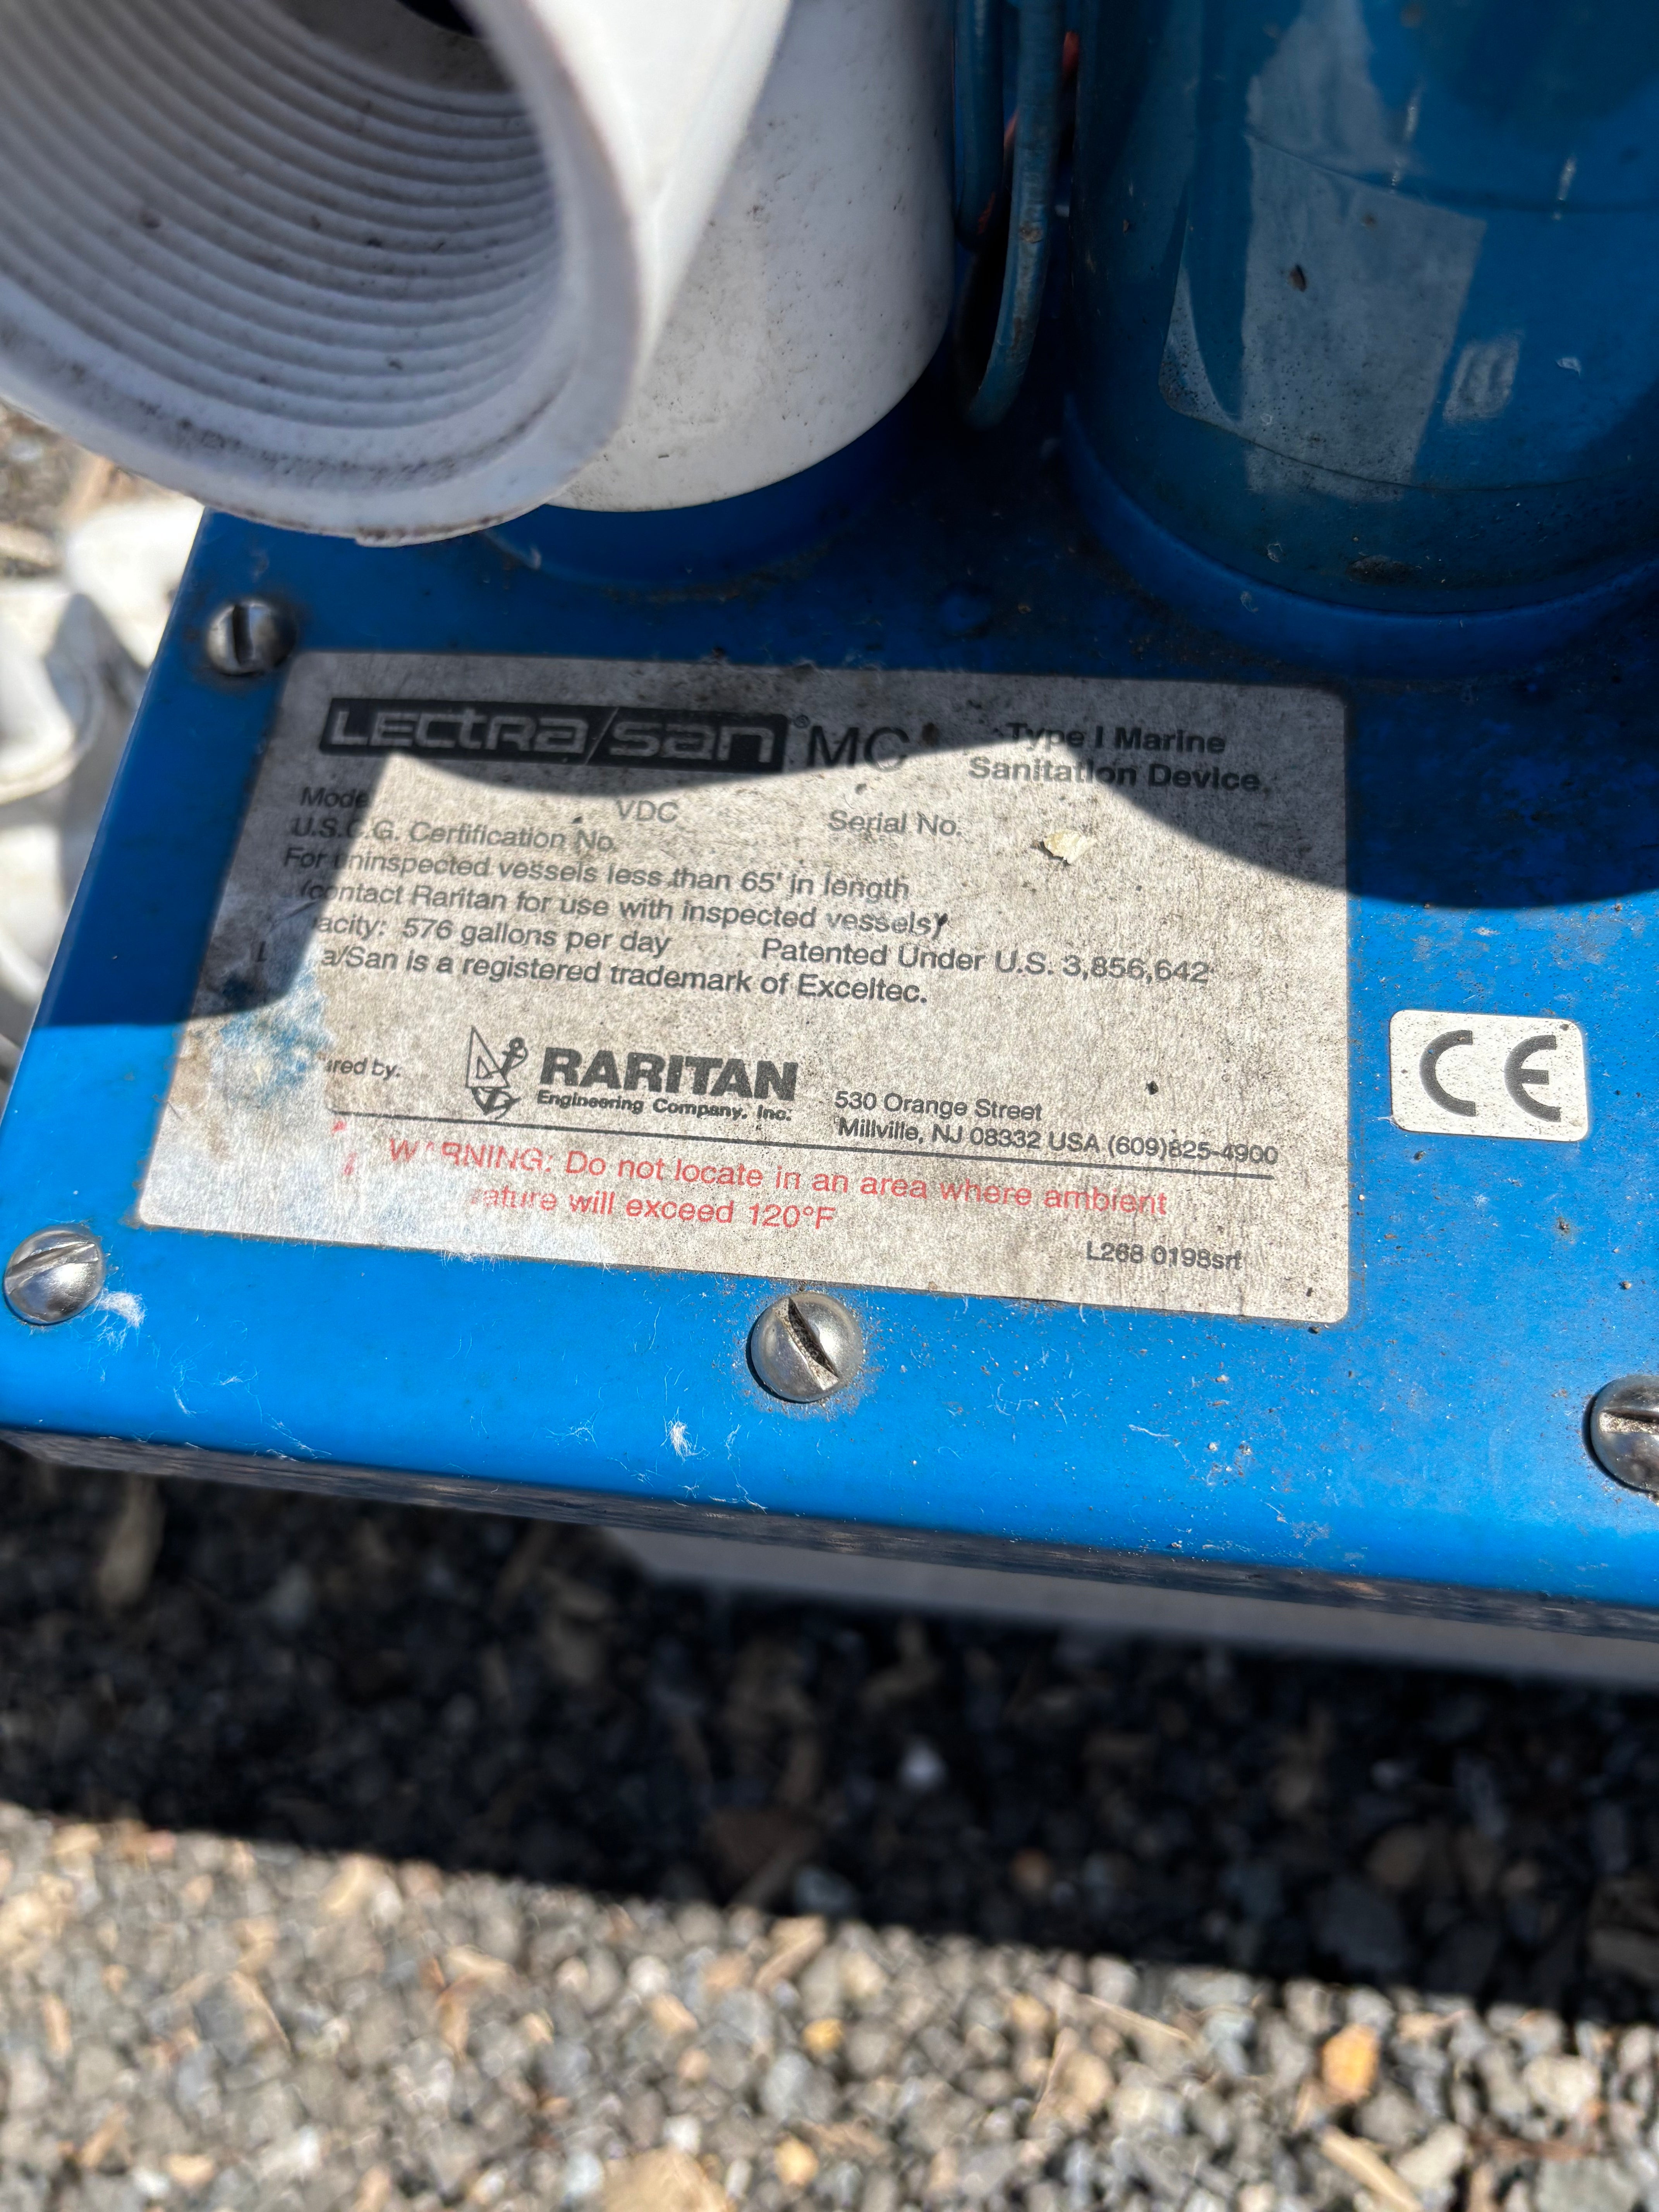 LECTRA/SAN® MC Type I Marine
Sanitation Device.
VDC Serial No.
U.S.C.G. Certification No.
For uninspected vessels less than 65' in length
(contact Raritan for use with inspected vessels)
acity: 576 gallons per day Patented Under U.S. 3,856,642
a/San is a registered trademark of Exceltec.
red by:
RARITAN
Engineering Company, Inc.
530 Orange Street
Millville, NJ 08332 USA (609)825-4900
WARNING: Do not locate in an area where ambient
ature will exceed 120°F
L268 0198srf
CE